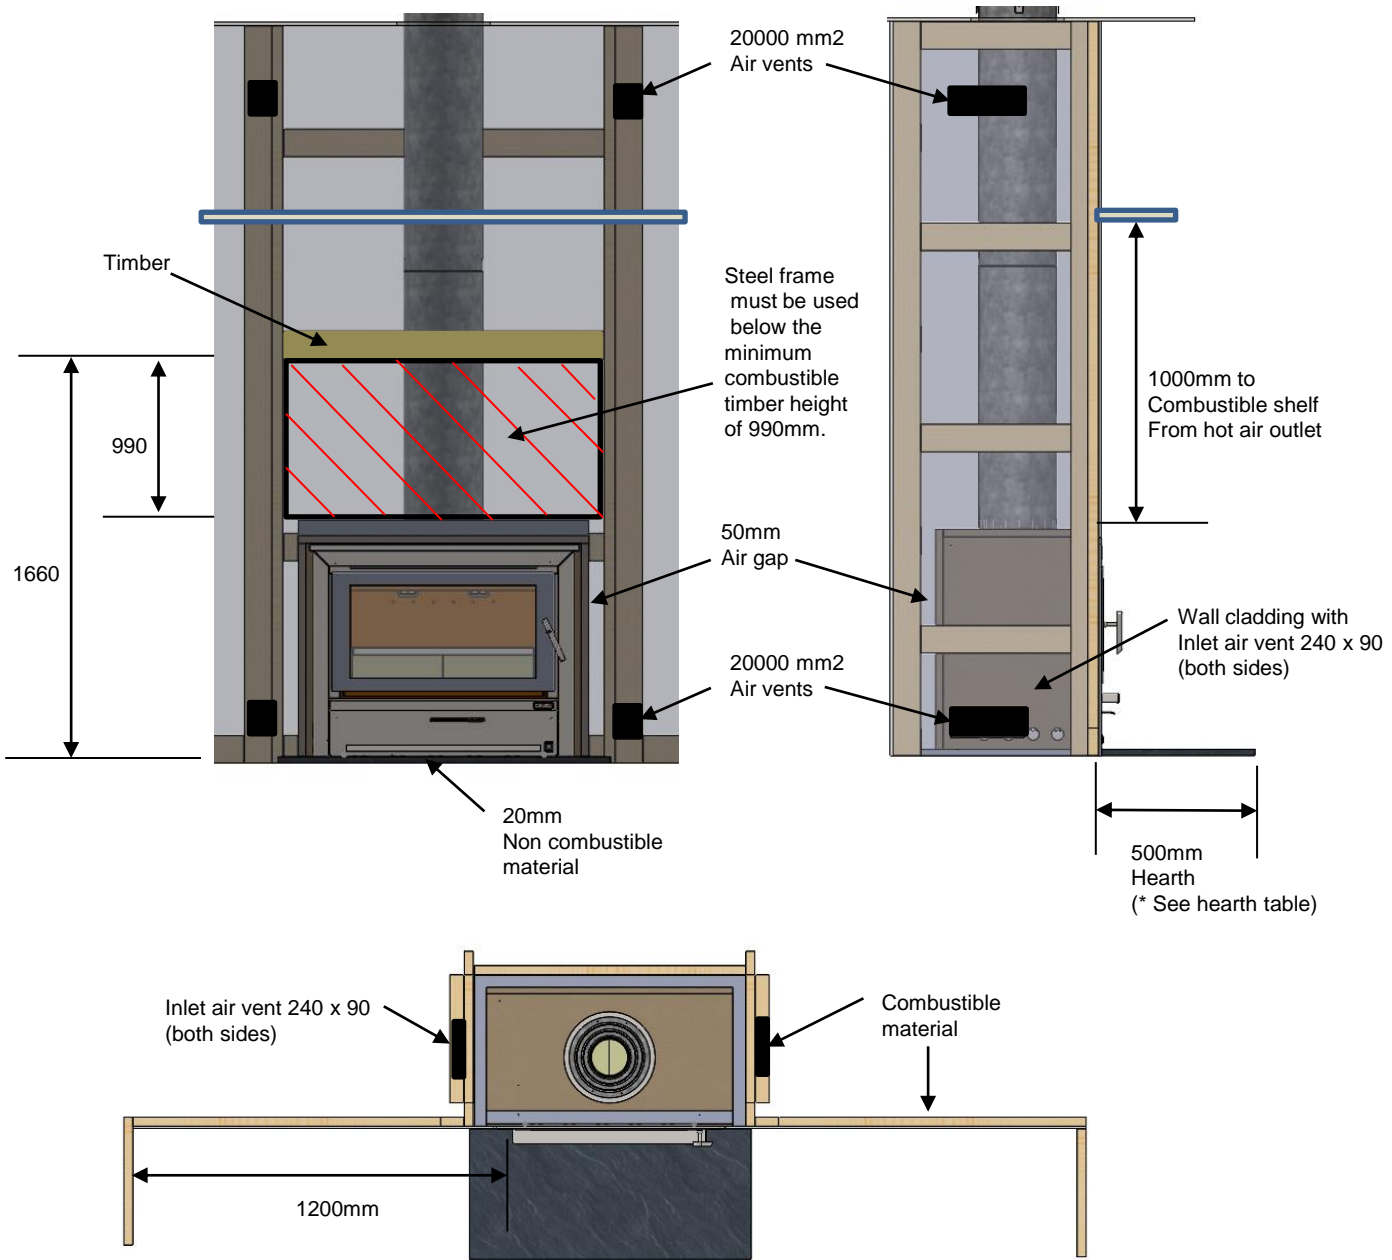 20000 mm2
Air vents
Timber
Steel frame
must be used
below the
minimum
combustible
timber height
of 990mm.
1000mm to
Combustible shelf
From hot air outlet
990
50mm
Air gap
1660
Wall cladding with
Inlet air vent 240 x 90
(both sides)
20000 mm2
Air vents
20mm
Non combustible
material
500mm
Hearth
(* See hearth table)
Inlet air vent 240 x 90
(both sides)
Combustible
material
1200mm